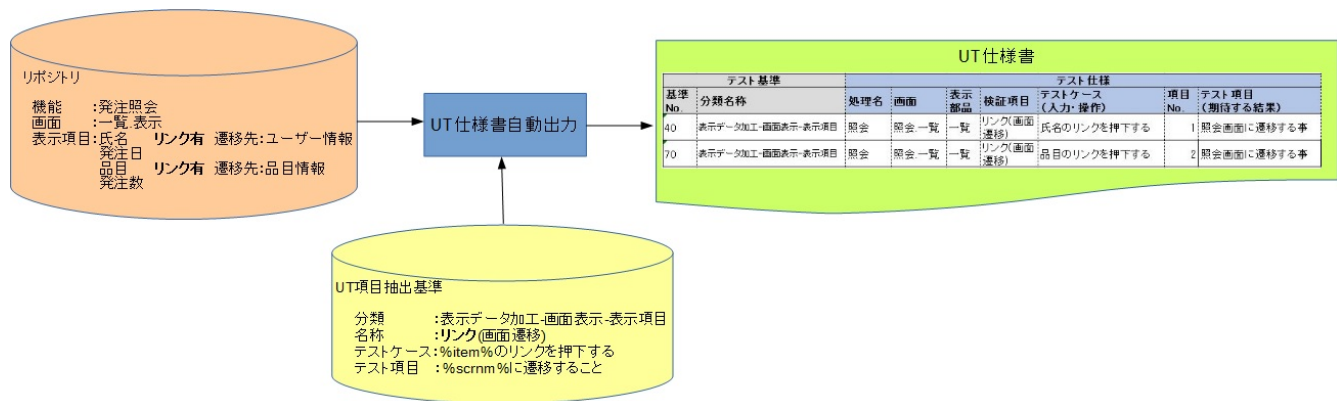 リポジトリ
機能　:発注照会
画面　:一覧.表示
表示項目:氏名　リンク有　遷移先:ユーザー情報
発注日
品目　リンク有　遷移先:品目情報
発注数
UT仕様書自動出力
UT項目抽出基準
分類　:表示データ加工-画面表示-表示項目
名称　:リンク(画面遷移)
テストケース:%item%のリンクを押下する
テスト項目　:%scrnm%に遷移すること
UT仕様書
テスト基準　テスト仕様
基準No.　分類名称　処理名　画面　表示部品　検証項目　テストケース(入力・操作)　項目No.　テスト項目(期待する結果)
40　表示データ加工-画面表示-表示項目　照会　照会.一覧　一覧　リンク(画面遷移)　氏名のリンクを押下する　1　照会画面に遷移する事
70　表示データ加工-画面表示-表示項目　照会　照会.一覧　一覧　リンク(画面遷移)　品目のリンクを押下する　2　照会画面に遷移する事